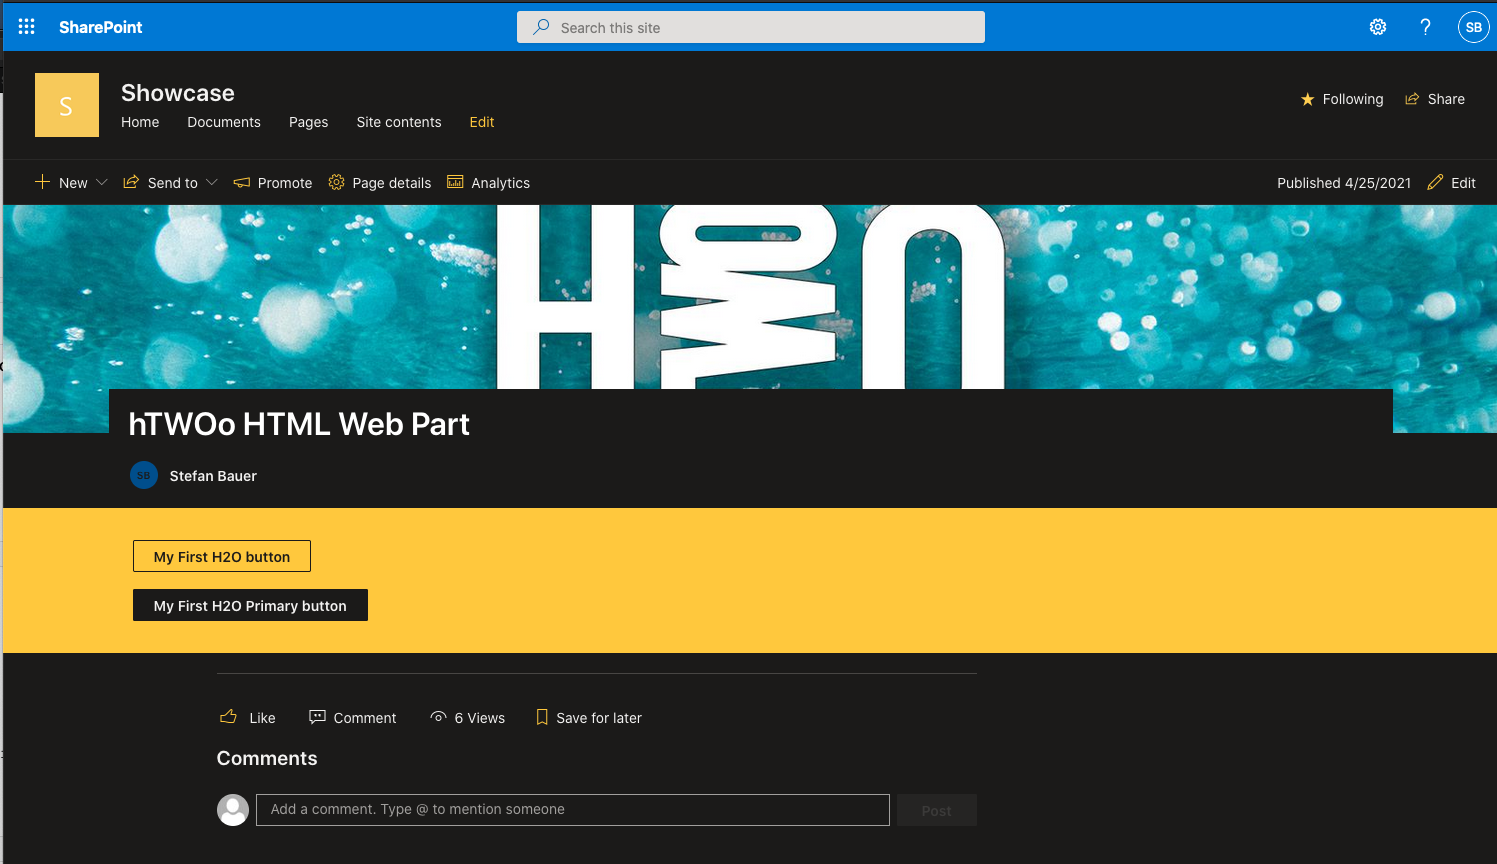 SharePoint
Search this site
?
SB
S
Showcase
Home Documents Pages Site contents Edit
Following Share
New Send to Promote Page details Analytics
Published 4/25/2021 Edit
hTWOo HTML Web Part
SB Stefan Bauer
My First H2O button
My First H2O Primary button
Like Comment 6 Views Save for later
Comments
Add a comment. Type @ to mention someone Post